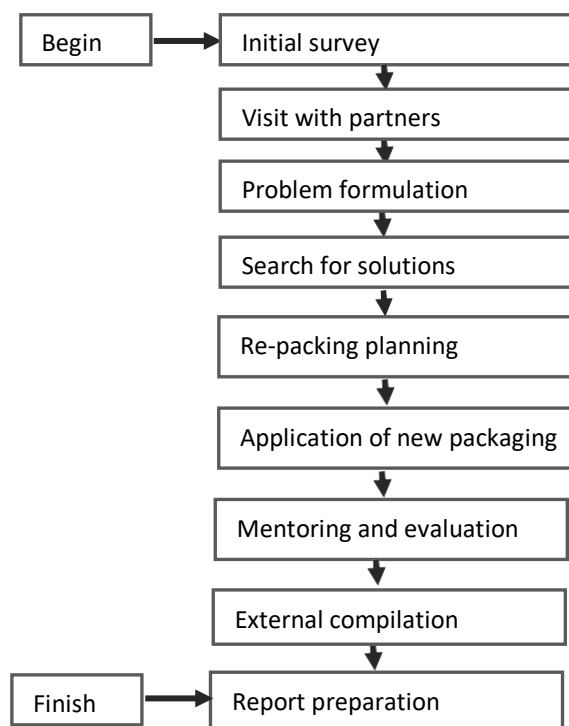 Begin
Initial survey
Visit with partners
Problem formulation
Search for solutions
Re-packing planning
Application of new packaging
Mentoring and evaluation
External compilation
Finish
Report preparation